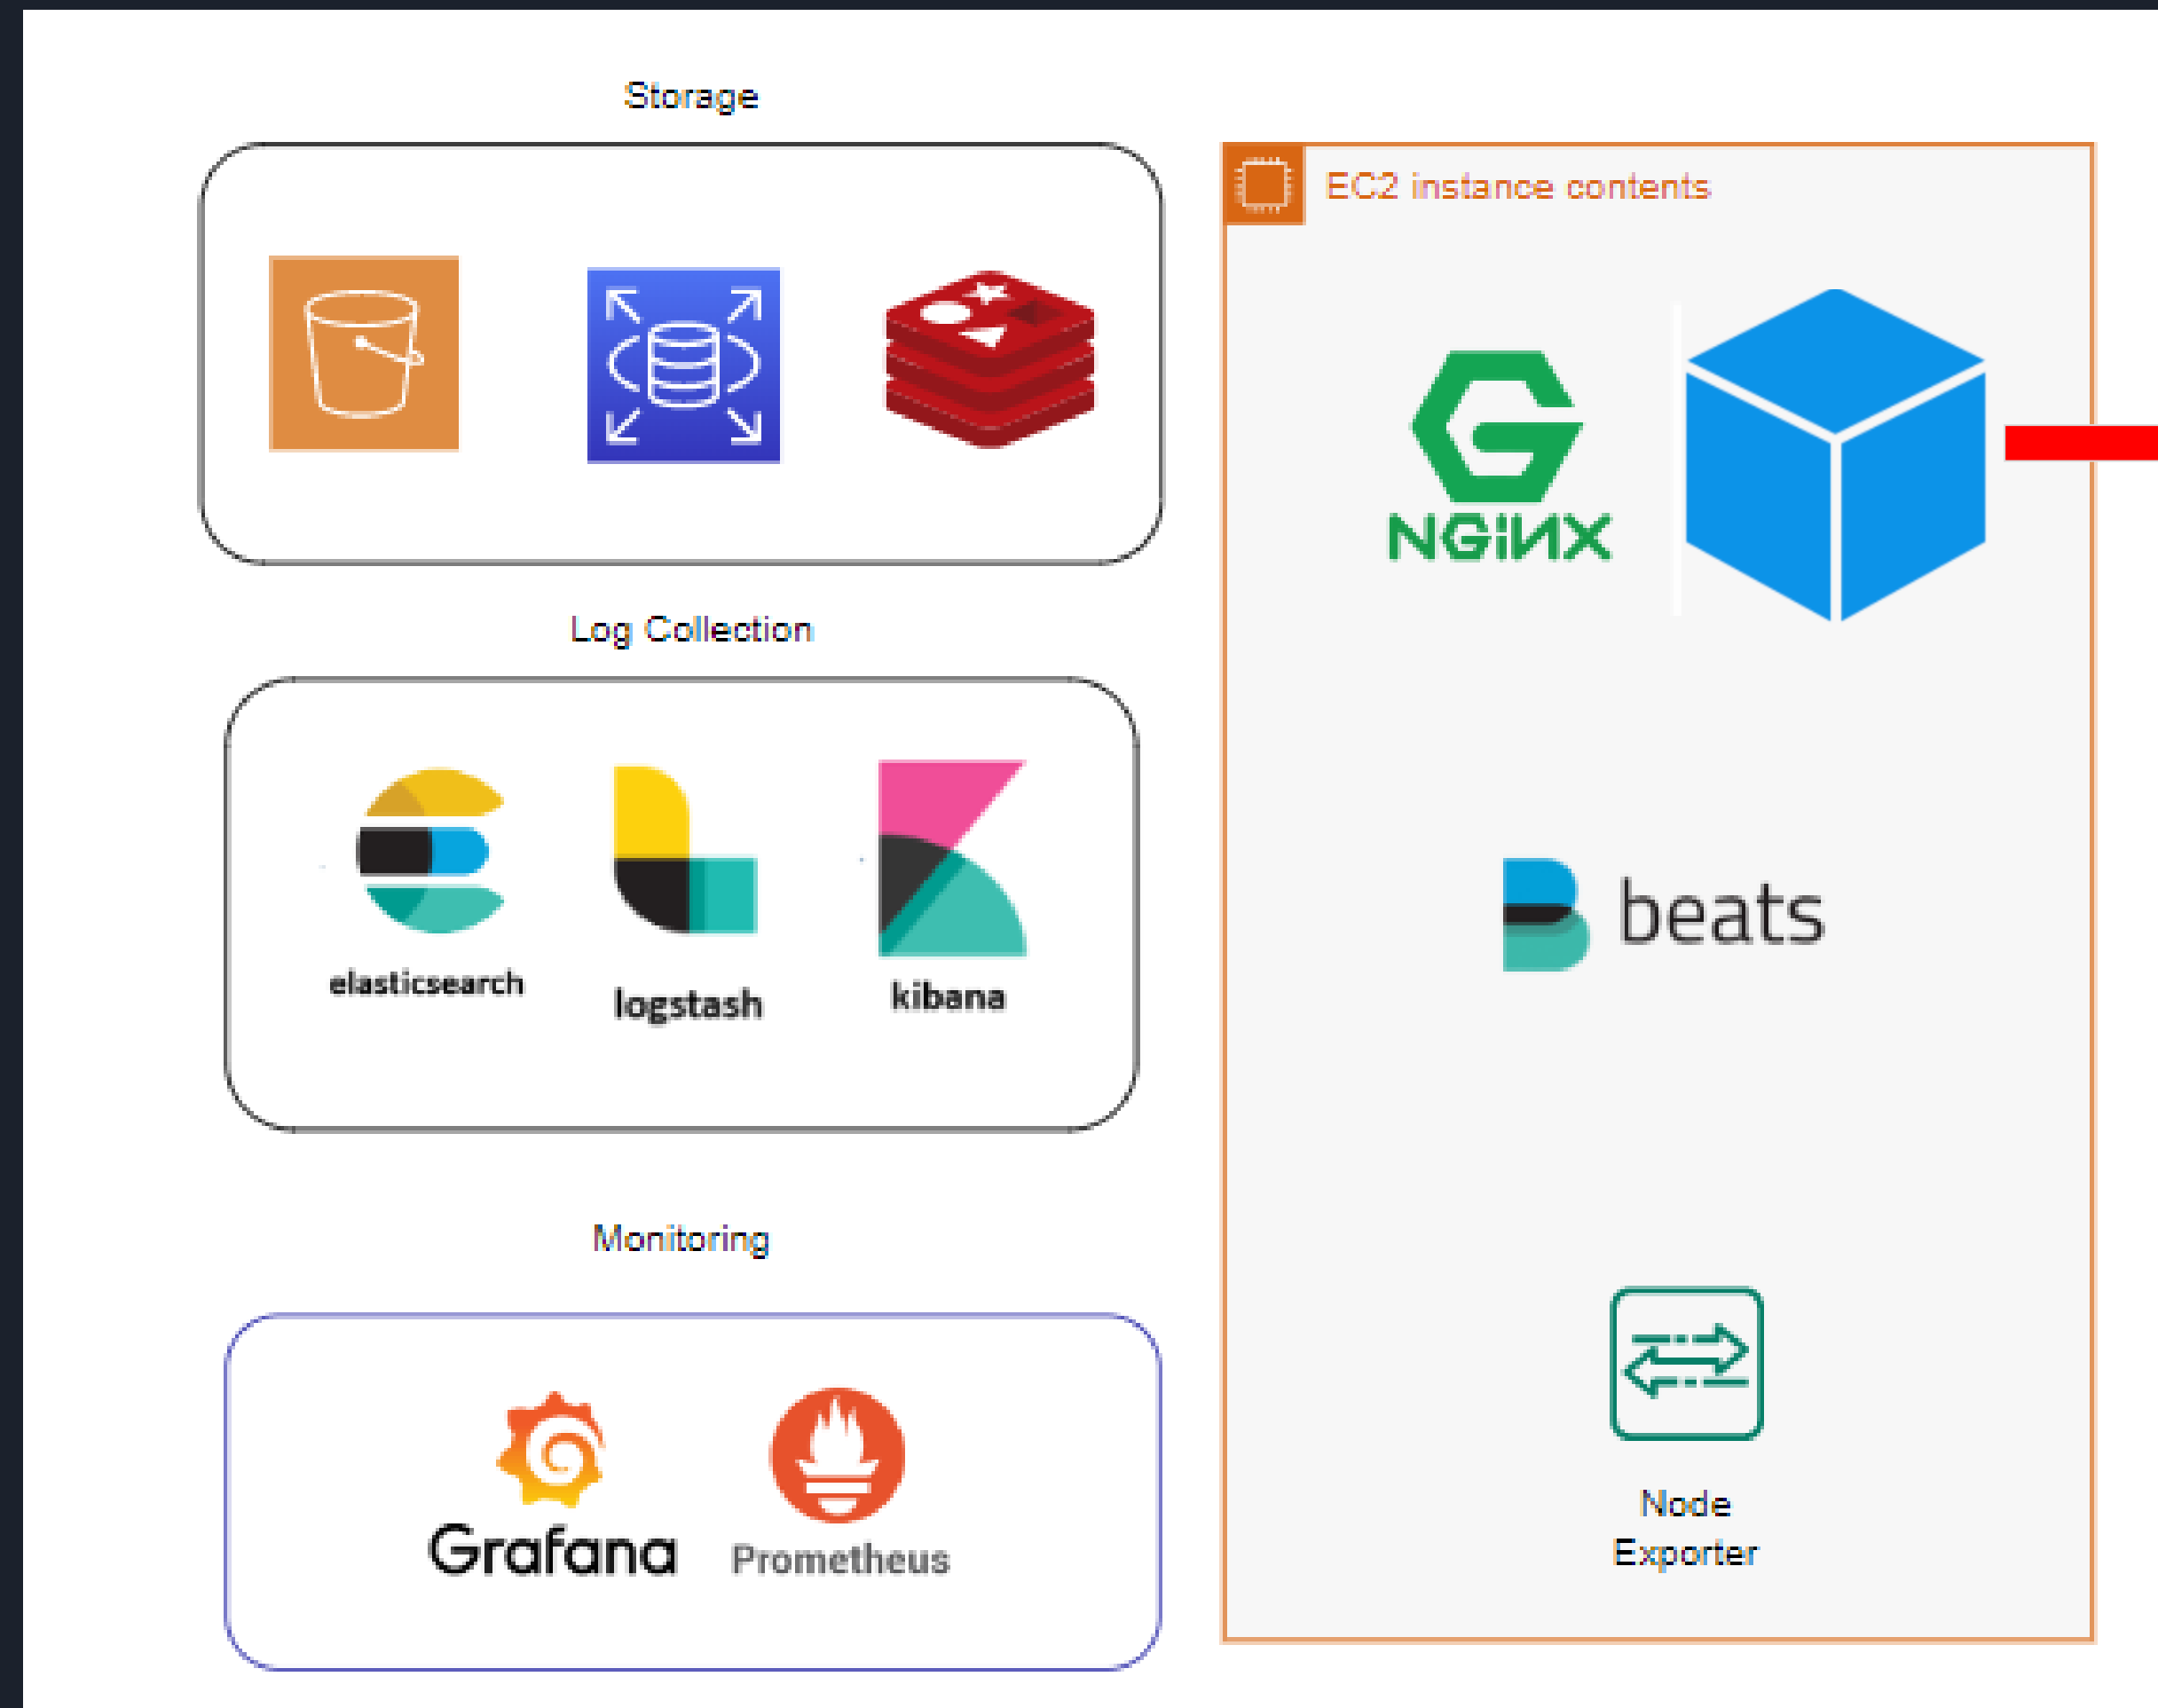 Storage
EC2 instance contents
NGiNX
Log Collection
elasticsearch
logstash
kibana
beats
Monitoring
Grafana
Prometheus
Node
Exporter